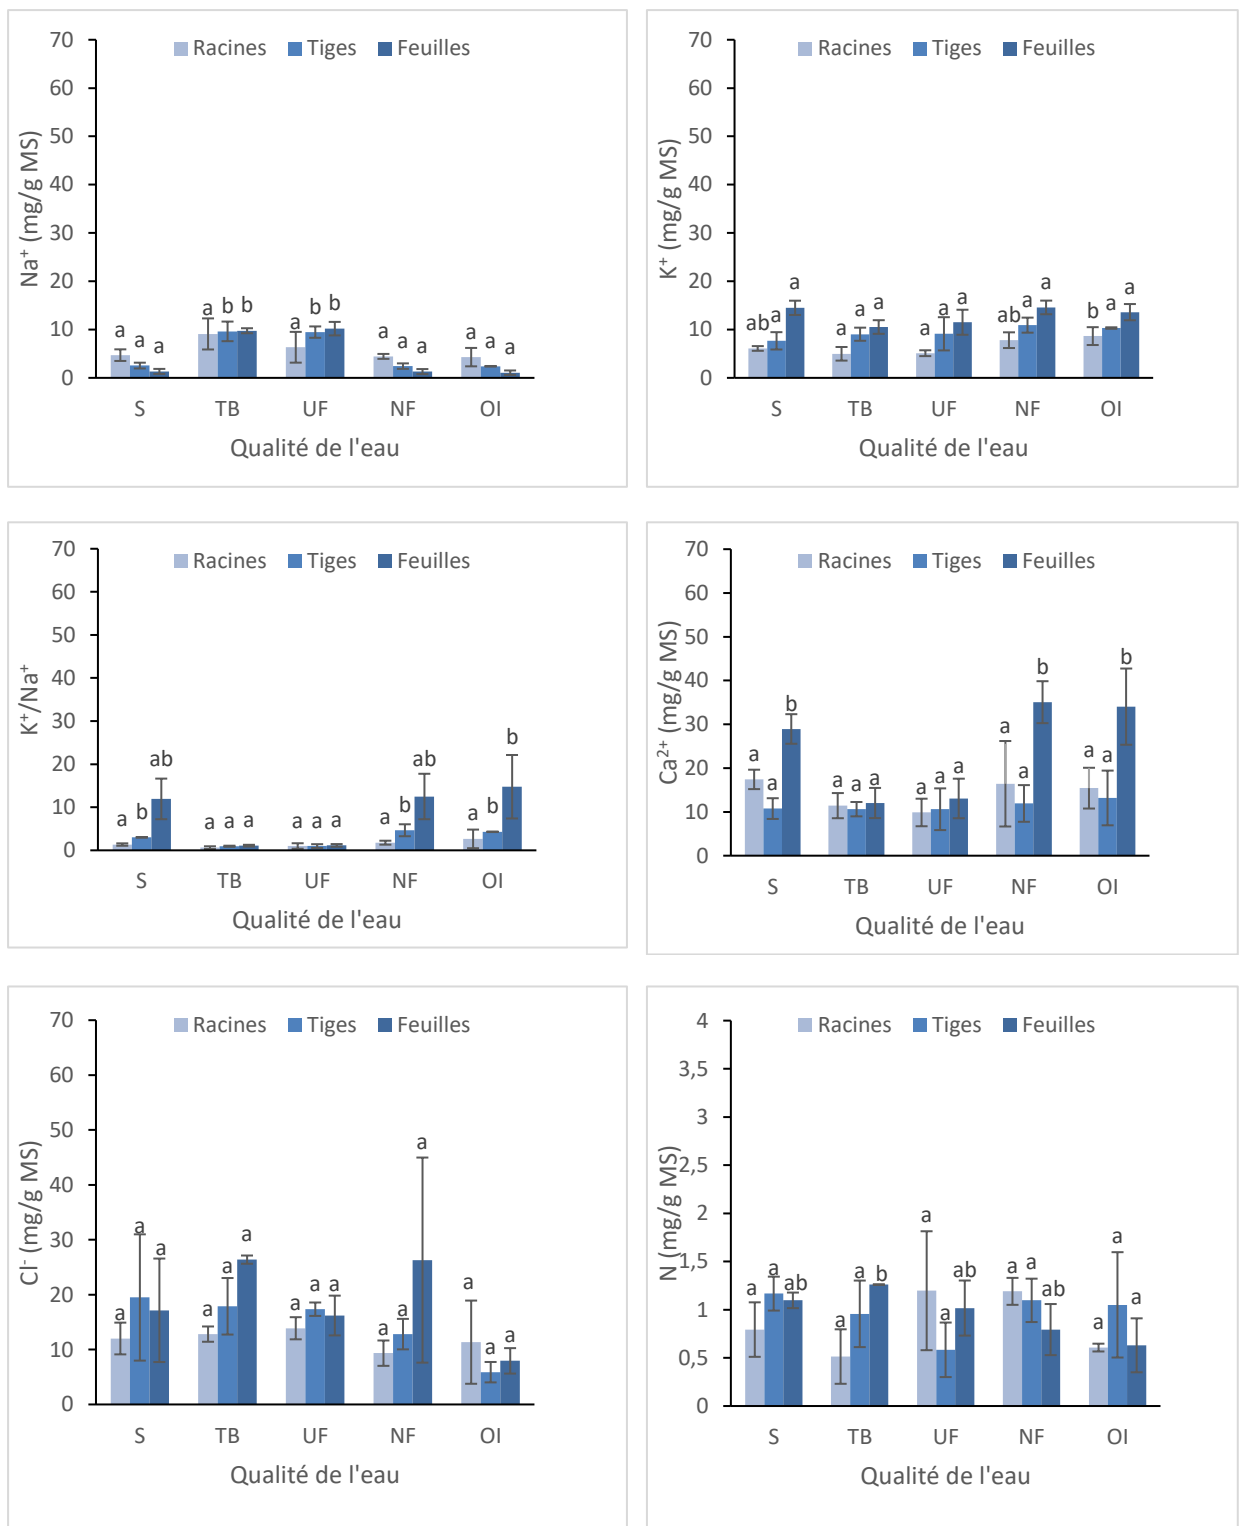 70
60
50
40
30
20
10
0
Racines Tiges Feuilles
Na⁺ (mg/g MS)
a a a
a b b
a b b
a a a
a a a
S TB UF NF OI
Qualité de l'eau
70
60
50
40
30
20
10
0
Racines Tiges Feuilles
K⁺ (mg/g MS)
ab a a
a a a
a a a
ab a a
b a a
S TB UF NF OI
Qualité de l'eau
70
60
50
40
30
20
10
0
Racines Tiges Feuilles
K⁺/Na⁺
a b ab
a a a
a a a
a b ab
a b b
S TB UF NF OI
Qualité de l'eau
70
60
50
40
30
20
10
0
Racines Tiges Feuilles
Ca²⁺ (mg/g MS)
a a b
a a a
a a a
a a b
a a b
S TB UF NF OI
Qualité de l'eau
70
60
50
40
30
20
10
0
Racines Tiges Feuilles
Cl⁻ (mg/g MS)
a a a
a a a
a a a
a a a
a a a
S TB UF NF OI
Qualité de l'eau
4
3,5
3
2,5
2
1,5
1
0,5
0
Racines Tiges Feuilles
N (mg/g MS)
a a ab
a a b
a a ab
a a ab
a a a
S TB UF NF OI
Qualité de l'eau